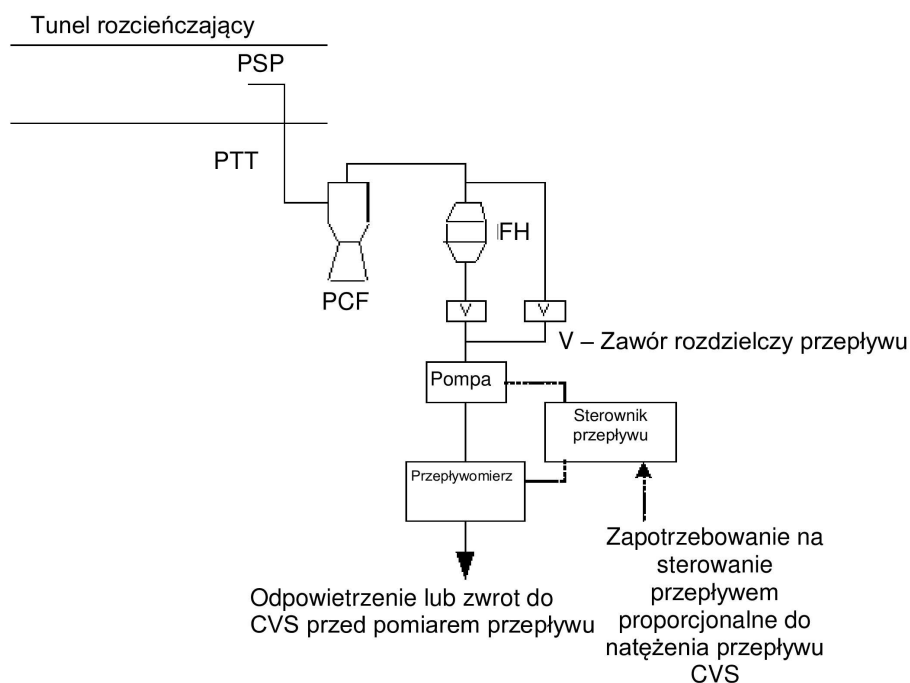 Tunel rozcieńczający
PSP
PTT
FH
PCF
V
V
V – Zawór rozdzielczy przepływu
Pompa
Sterownik
przepływu
Przepływomierz
Zapotrzebowanie na
sterowanie
przepływem
proporcjonalne do
natężenia przepływu
CVS
Odpowietrzenie lub zwrot do
CVS przed pomiarem przepływu